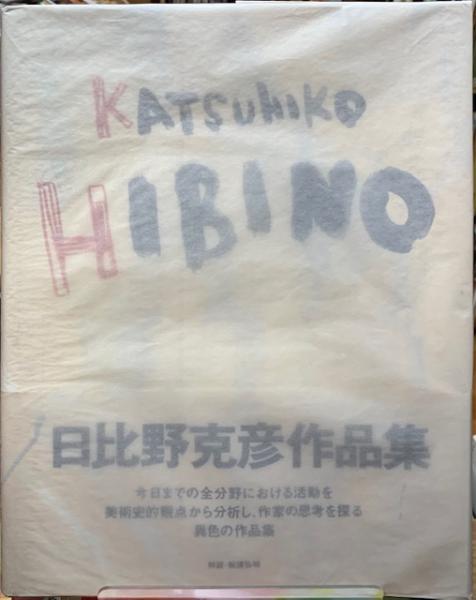 KATSUHIKO
HIBINO
日比野克彦作品集
今日までの全分野における活動を
美術史的観点から分析し、作家の思考を探る
異色の作品集